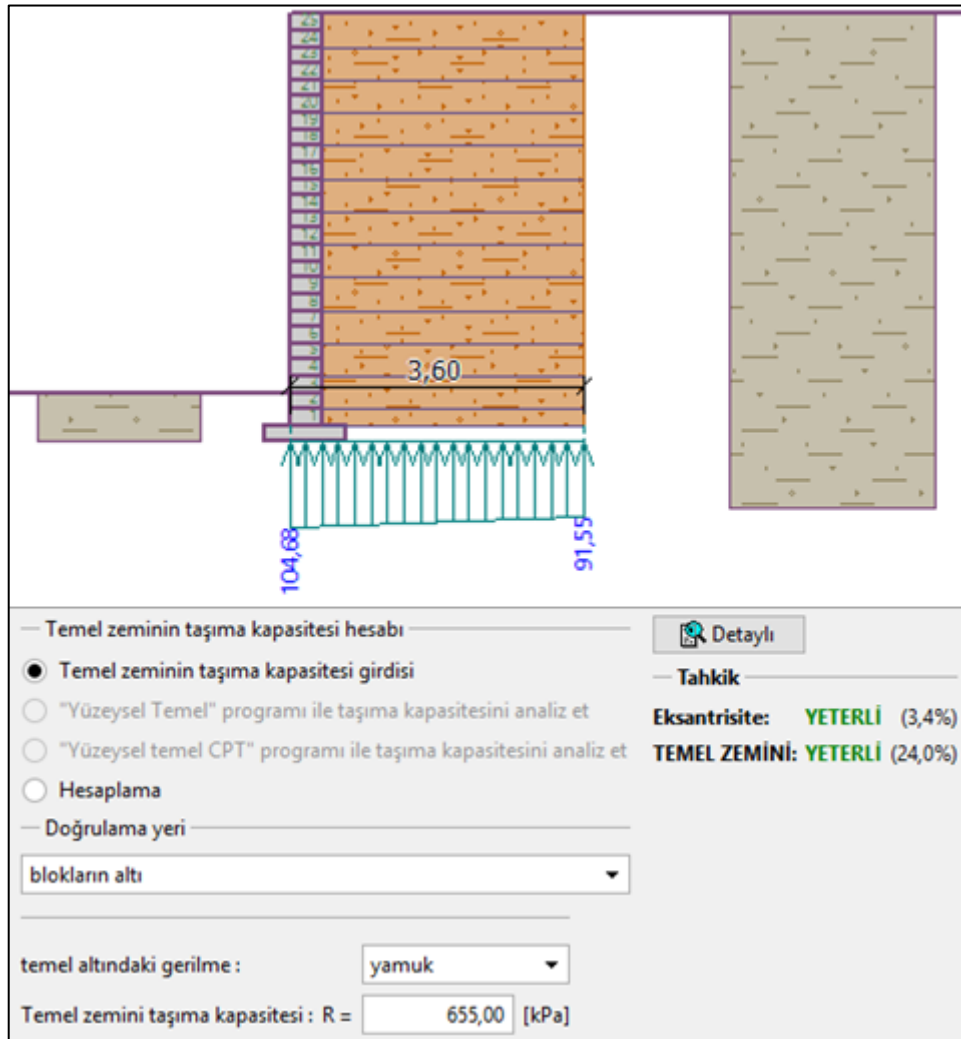 25
24
23
22
21
20
19
18
17
16
15
14
13
12
11
10
9
8
7
6
5
4
3
2
1
3,60
104,68
91,55
Temel zeminin taşıma kapasitesi hesabı
Temel zeminin taşıma kapasitesi girdisi
"Yüzeysel Temel" programı ile taşıma kapasitesini analiz et
"Yüzeysel temel CPT" programı ile taşıma kapasitesini analiz et
Hesaplama
Doğrulama yeri
blokların altı
temel altındaki gerilme : yamuk
Temel zemini taşıma kapasitesi : R = 655,00 [kPa]
Detaylı
Tahkik
Eksantrisite: YETERLİ (3,4%)
TEMEL ZEMİNİ: YETERLİ (24,0%)